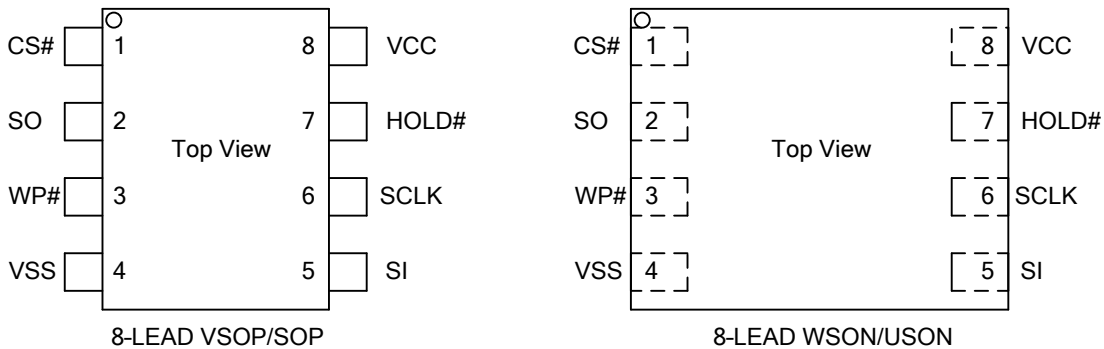 CS# 1 8 VCC
SO 2 7 HOLD#
Top View
WP# 3 6 SCLK
VSS 4 5 SI
8-LEAD VSOP/SOP
CS# 1 8 VCC
SO 2 7 HOLD#
Top View
WP# 3 6 SCLK
VSS 4 5 SI
8-LEAD WSON/USON